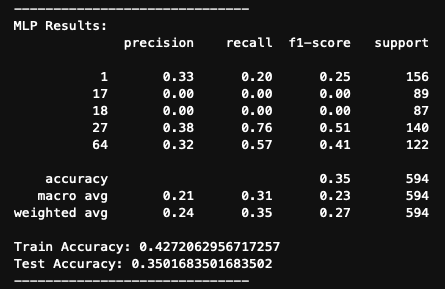 ------------------------------
MLP Results:
precision recall f1-score support
1 0.33 0.20 0.25 156
17 0.00 0.00 0.00 89
18 0.00 0.00 0.00 87
27 0.38 0.76 0.51 140
64 0.32 0.57 0.41 122
accuracy 0.35 594
macro avg 0.21 0.31 0.23 594
weighted avg 0.24 0.35 0.27 594
Train Accuracy: 0.4272062956717257
Test Accuracy: 0.3501683501683502
------------------------------